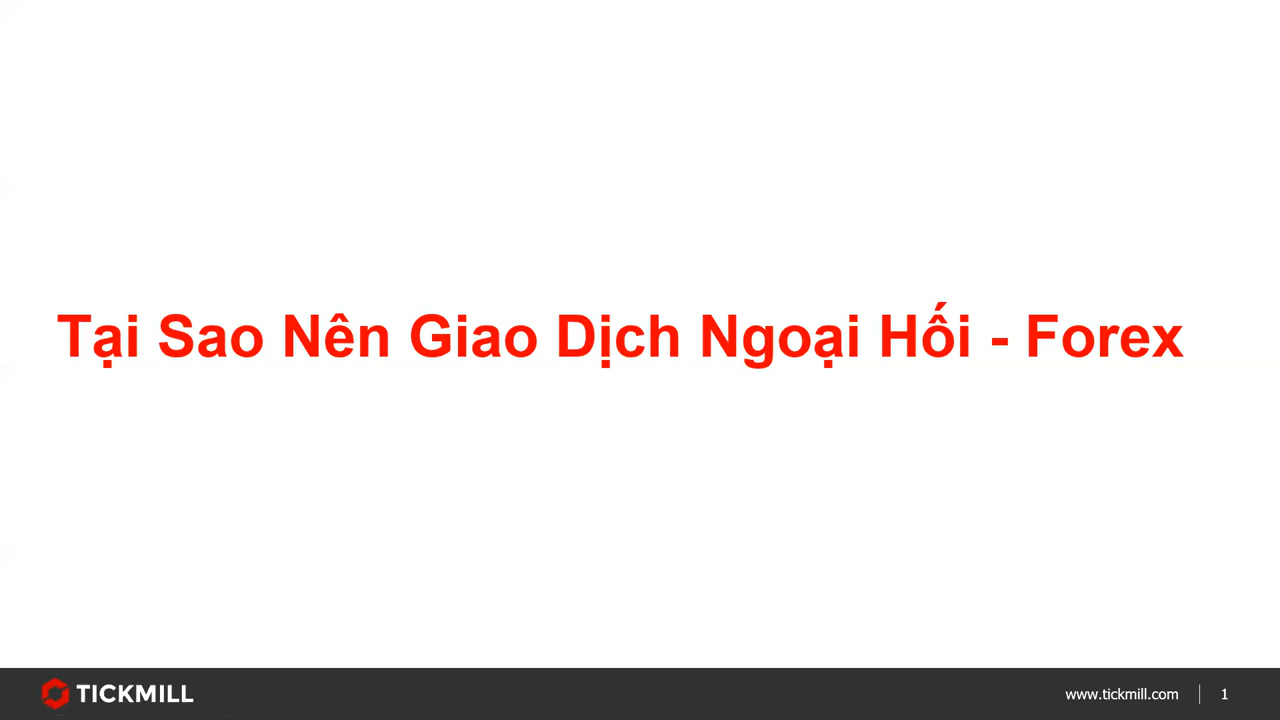 Tại Sao Nên Giao Dịch Ngoại Hối - Forex
TICKMILL
www.tickmill.com
1